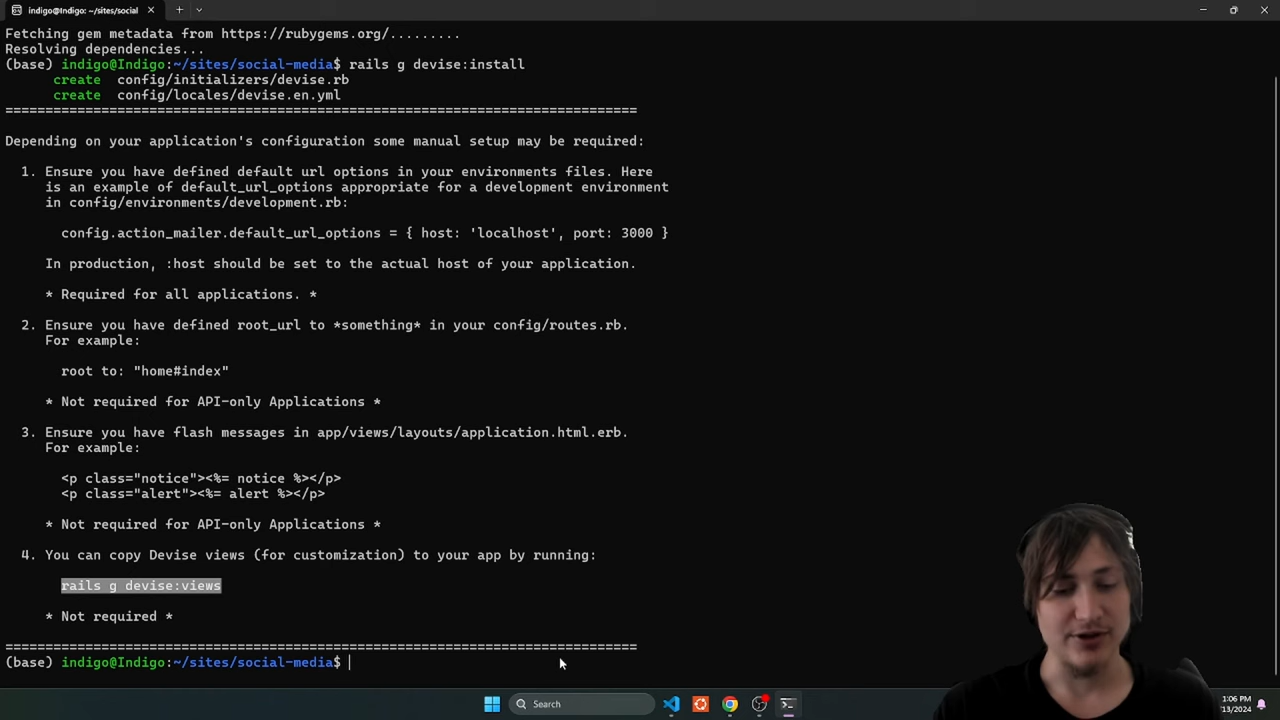 indigo@Indigo: ~/sites/social
Fetching gem metadata from https://rubygems.org/.........
Resolving dependencies...
(base) indigo@Indigo:~/sites/social-media$ rails g devise:install
create config/initializers/devise.rb
create config/locales/devise.en.yml
===============================================================================
Depending on your application's configuration some manual setup may be required:
1. Ensure you have defined default url options in your environments files. Here
is an example of default_url_options appropriate for a development environment
in config/environments/development.rb:
config.action_mailer.default_url_options = { host: 'localhost', port: 3000 }
In production, :host should be set to the actual host of your application.
* Required for all applications. *
2. Ensure you have defined root_url to *something* in your config/routes.rb.
For example:
root to: "home#index"
* Not required for API-only Applications *
3. Ensure you have flash messages in app/views/layouts/application.html.erb.
For example:
<p class="notice"><%= notice %></p>
<p class="alert"><%= alert %></p>
* Not required for API-only Applications *
4. You can copy Devise views (for customization) to your app by running:
rails g devise:views
* Not required *
===============================================================================
(base) indigo@Indigo:~/sites/social-media$
Search
1:06 PM
/13/2024